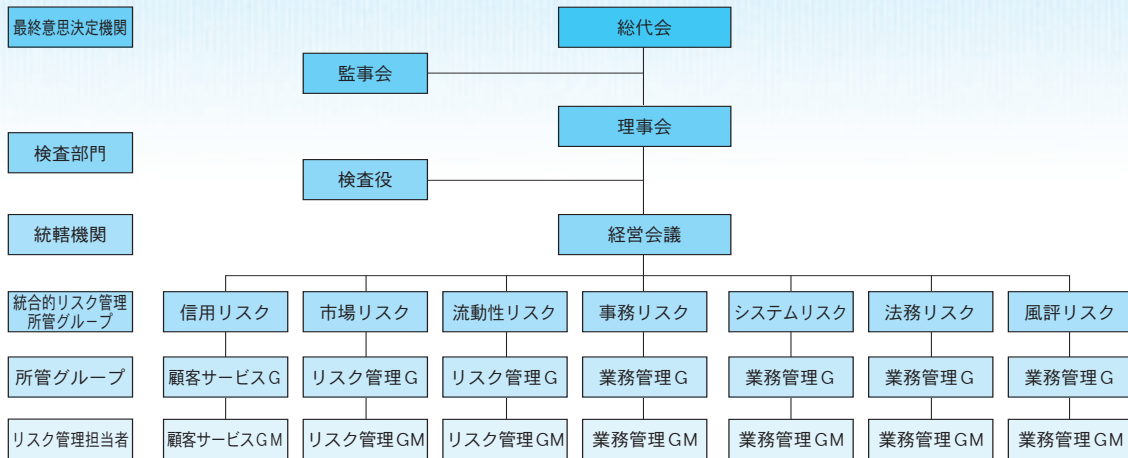 最終意思決定機関
総代会
監事会
理事会
検査部門
検査役
統轄機関
経営会議
統合的リスク管理
所管グループ
信用リスク
市場リスク
流動性リスク
事務リスク
システムリスク
法務リスク
風評リスク
所管グループ
顧客サービスG
リスク管理G
リスク管理G
業務管理G
業務管理G
業務管理G
業務管理G
リスク管理担当者
顧客サービスGM
リスク管理GM
リスク管理GM
業務管理GM
業務管理GM
業務管理GM
業務管理GM